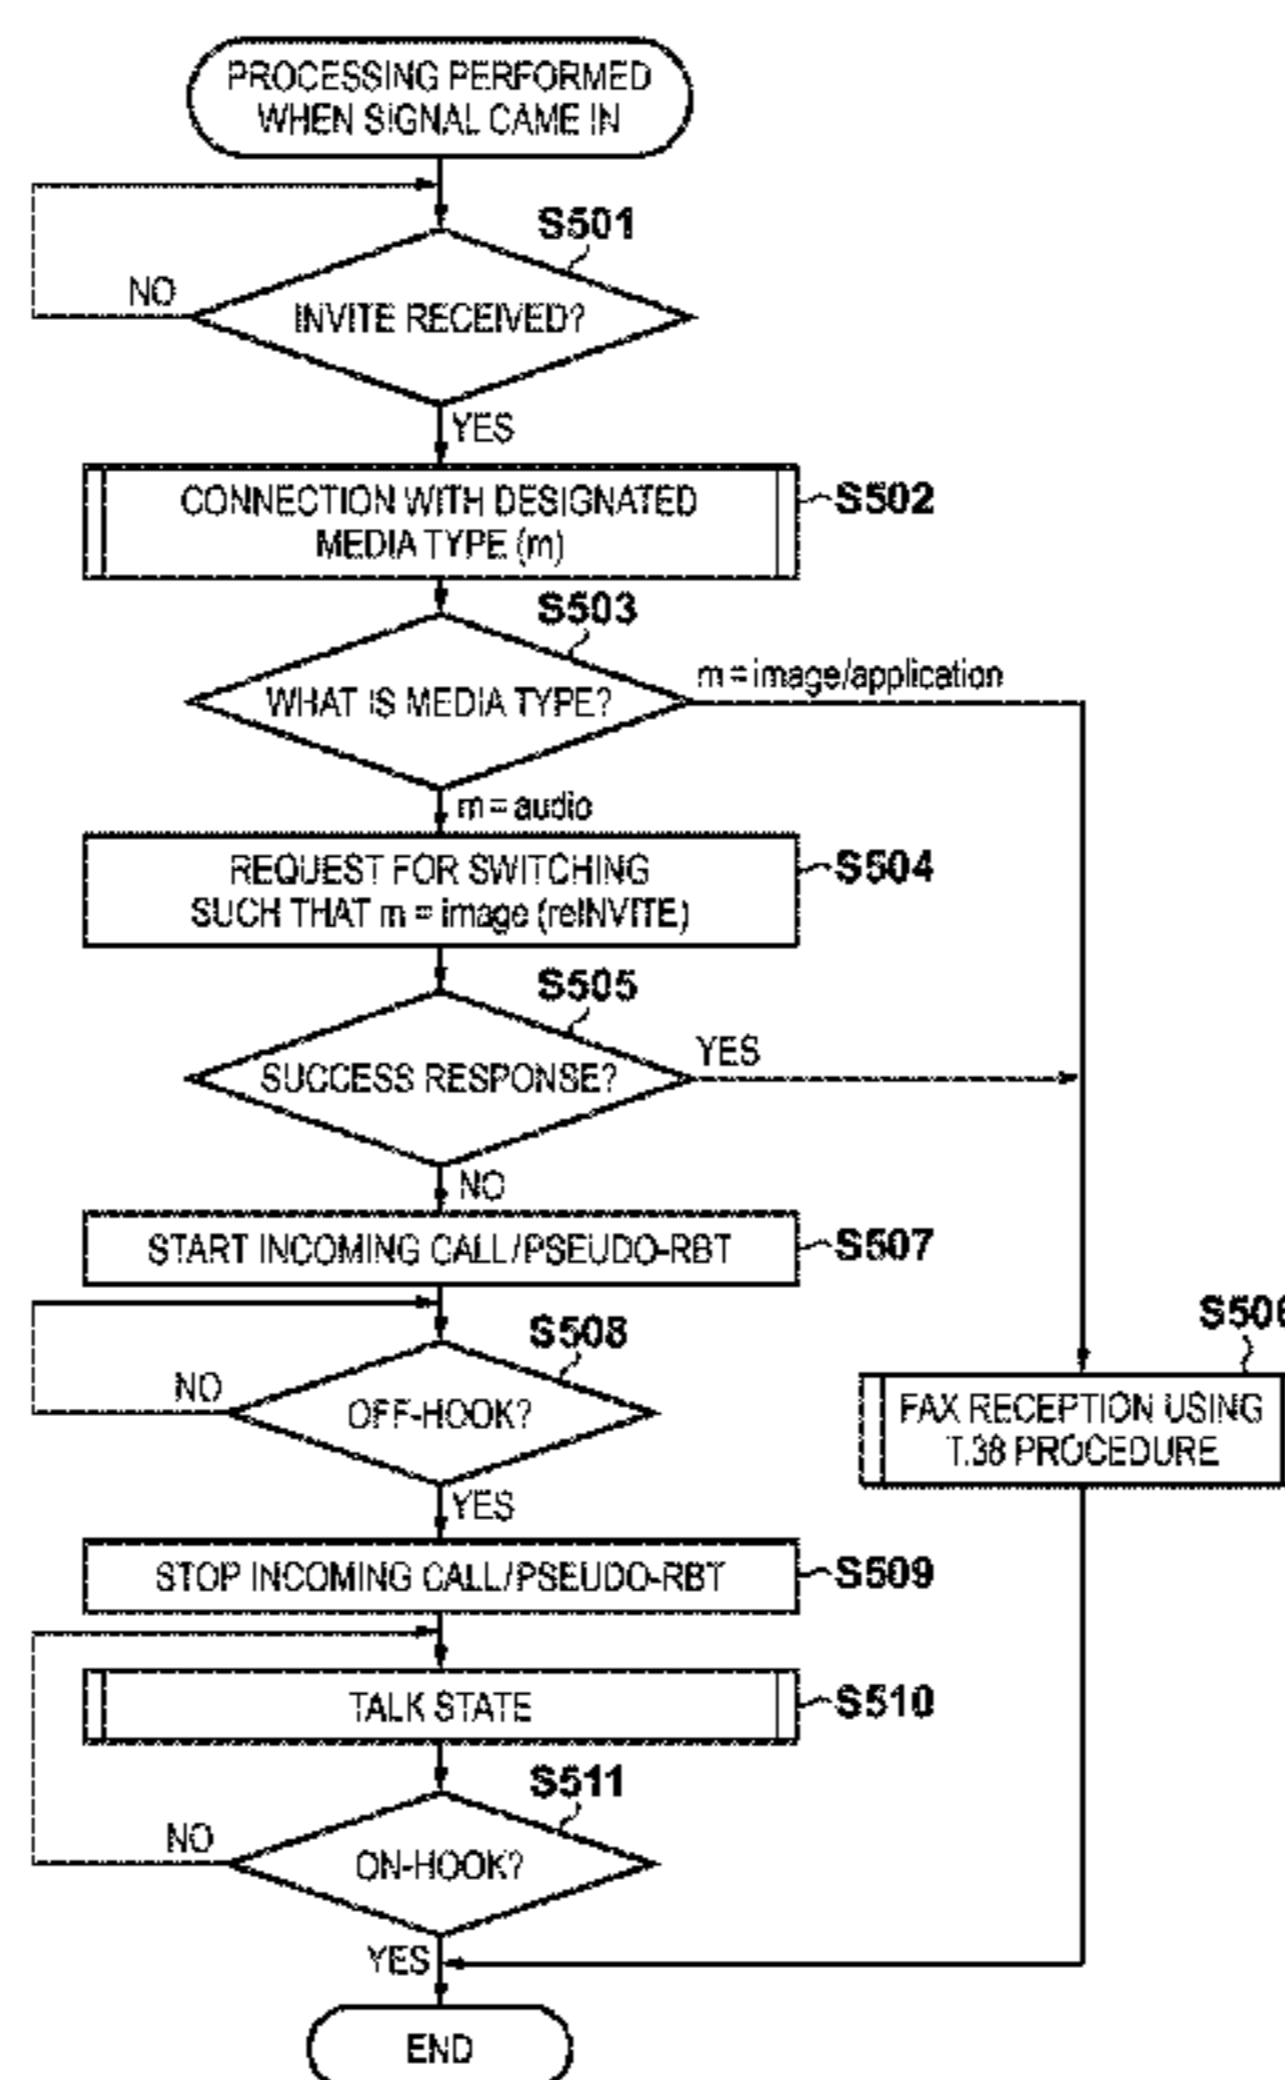 PROCESSING PERFORMED
WHEN SIGNAL CAME IN
S501
NO
INVITE RECEIVED?
YES
CONNECTION WITH DESIGNATED
MEDIA TYPE (m)
S502
S503
WHAT IS MEDIA TYPE?
m = image/application
m = audio
REQUEST FOR SWITCHING
SUCH THAT m = image (reINVITE)
S504
S505
SUCCESS RESPONSE?
YES
NO
START INCOMING CALL/PSEUDO-RBT
S507
S508
NO
OFF-HOOK?
YES
S506
FAX RECEPTION USING
T.38 PROCEDURE
STOP INCOMING CALL/PSEUDO-RBT
S509
TALK STATE
S510
S511
NO
ON-HOOK?
YES
END